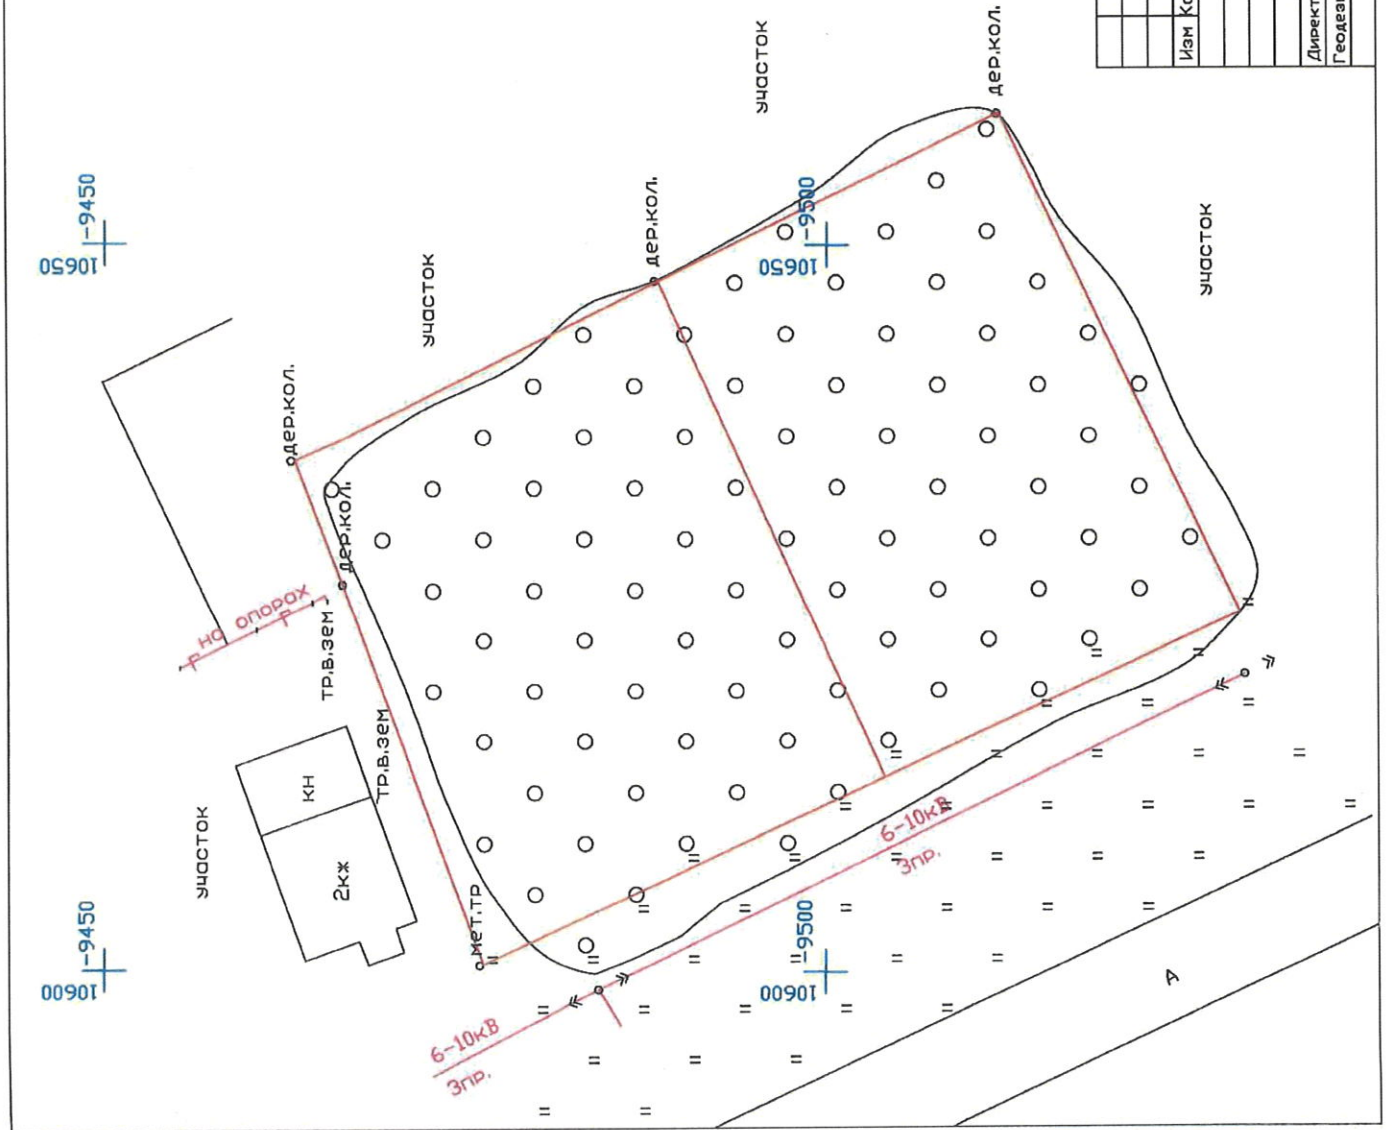 -9450
10650
участок
дер.кол.
участок
дер.кол.
участок
дер.кол.
-9500
10650
участок
Изм
Директ
Геодези
дер.кол.
на опорах
Г
Г
тр.в.зем
тр.в.зем
участок
кн
2кж
мет.тр
-9450
10600
6-10кВ
3пр.
6-10кВ
3пр.
-9500
10600
А